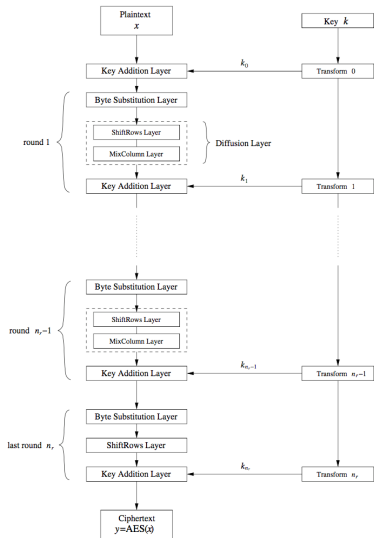 Plaintext
x
Key k
k0
Key Addition Layer
Transform 0
Byte Substitution Layer
ShiftRows Layer
round 1
Diffusion Layer
MixColumn Layer
k1
Key Addition Layer
Transform 1
Byte Substitution Layer
ShiftRows Layer
round nr−1
MixColumn Layer
knr−1
Key Addition Layer
Transform nr−1
Byte Substitution Layer
last round nr
ShiftRows Layer
knr
Key Addition Layer
Transform nr
Ciphertext
y=AES(x)